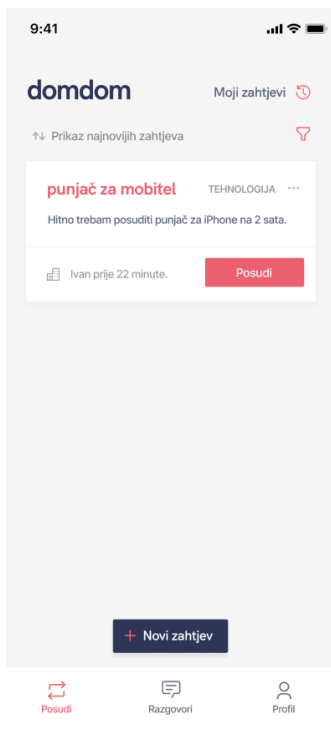 9:41
domdom
Moji zahtjevi
Prikaz najnovijih zahtjeva
punjač za mobitel
TEHNOLOGIJA
Hitno trebam posuditi punjač za iPhone na 2 sata.
Ivan prije 22 minute.
Posudi
+ Novi zahtjev
Posudi
Razgovori
Profil